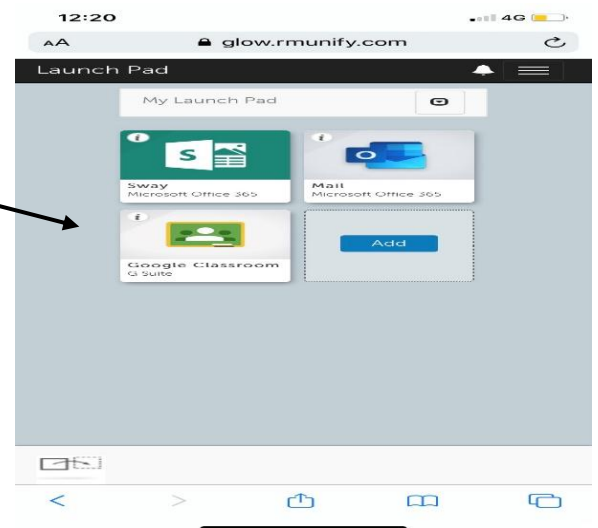 12:20
4G
AA
glow.rmunify.com
Launch Pad
My Launch Pad
i
S
Sway
Microsoft Office 365
i
O
Mail
Microsoft Office 365
i
Google Classroom
G Suite
Add